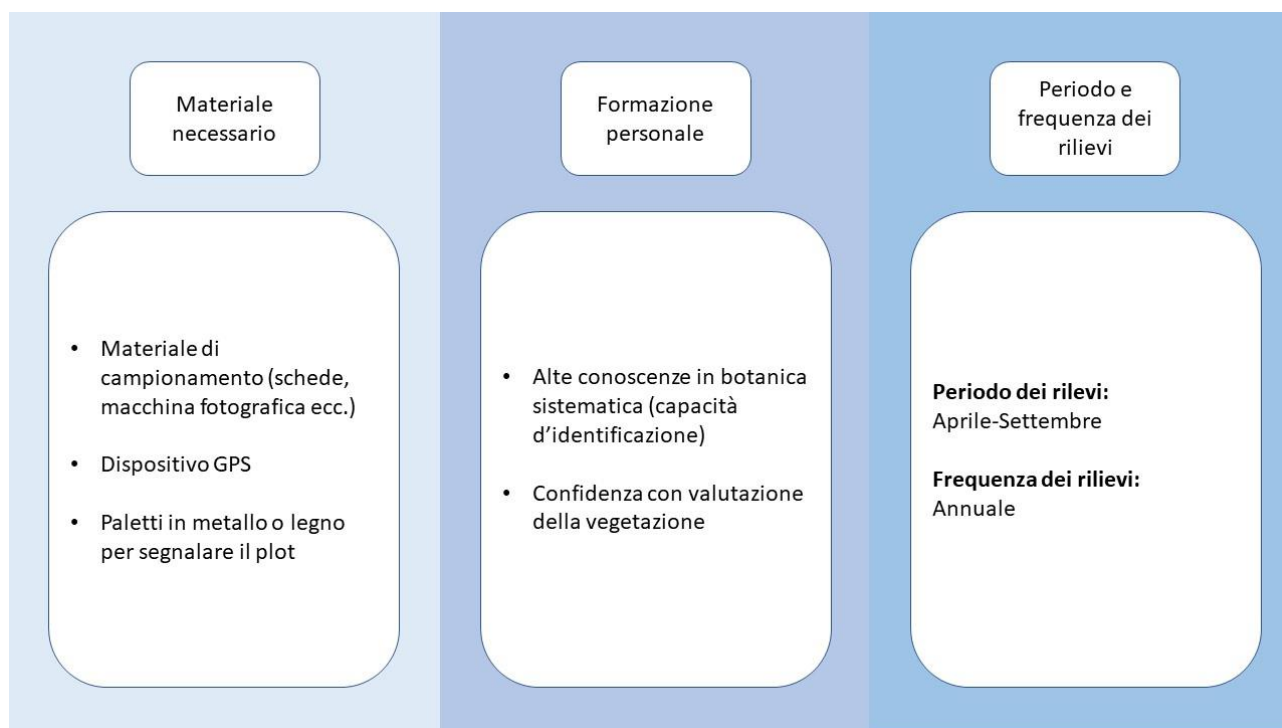 Materiale
necessario
Formazione
personale
Periodo e
frequenza dei
rilievi
• Materiale di
campionamento (schede,
macchina fotografica ecc.)
• Dispositivo GPS
• Paletti in metallo o legno
per segnalare il plot
• Alte conoscenze in botanica
sistematica (capacità
d'identificazione)
• Confidenza con valutazione
della vegetazione
Periodo dei rilevi:
Aprile-Settembre
Frequenza dei rilievi:
Annuale